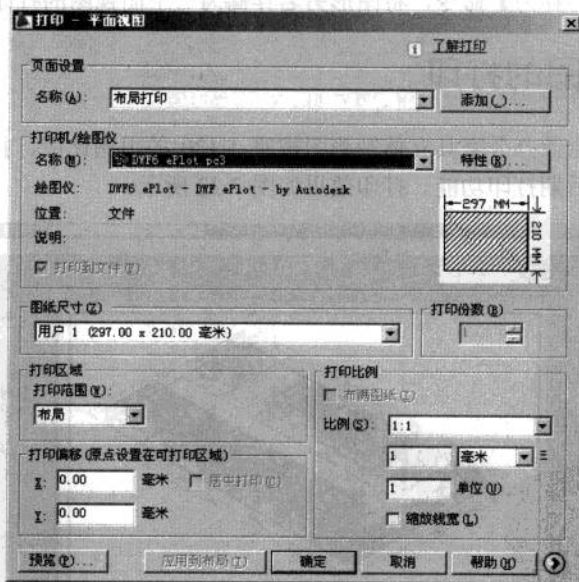 打印 - 平面视图
了解打印
页面设置
名称(A): 布局打印 添加(.)...
打印机/绘图仪
名称(M): DWF6 ePlot.pc3 特性(R)...
绘图仪: DWF6 ePlot - DWF ePlot - by Autodesk
位置: 文件
说明:
打印到文件(F)
297 MM
210 MM
图纸尺寸(Z)
用户 1 (297.00 x 210.00 毫米)
打印份数(B)
1
打印区域
打印范围(W):
布局
打印比例
布满图纸(I)
比例(S): 1:1
1 毫米 =
1 单位(U)
缩放线宽(L)
打印偏移(原点设置在可打印区域)
X: 0.00 毫米 居中打印(C)
Y: 0.00 毫米
预览(P)... 应用到布局(T) 确定 取消 帮助(H)